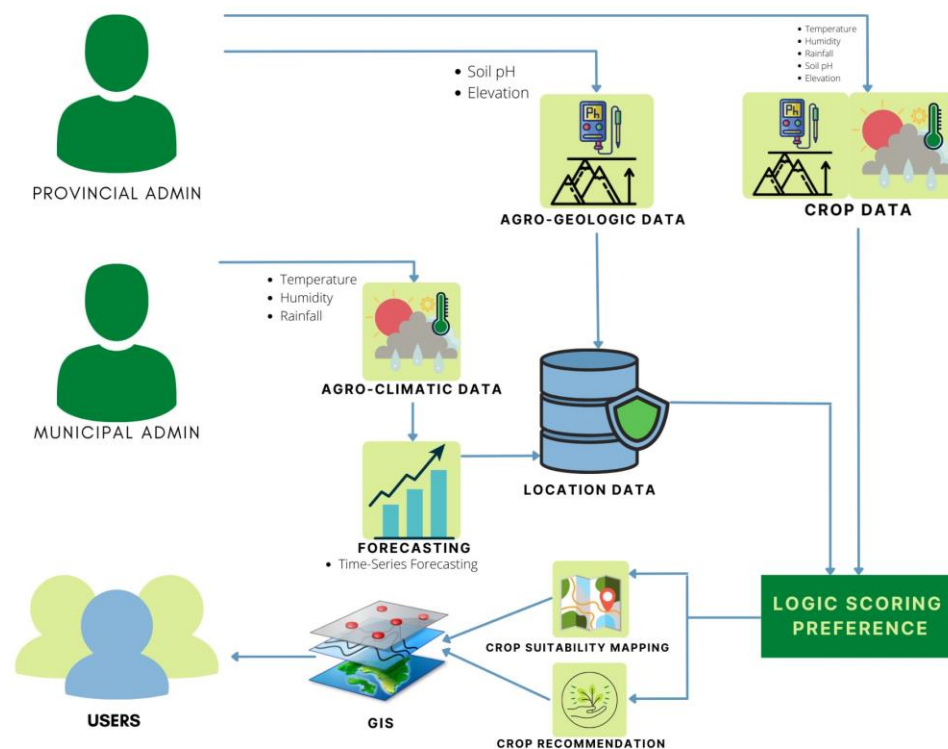 • Temperature
• Humidity
• Rainfall
• Soil pH
• Elevation
• Soil pH
• Elevation
Ph
Ph
PROVINCIAL ADMIN
AGRO-GEOLOGIC DATA
CROP DATA
• Temperature
• Humidity
• Rainfall
AGRO-CLIMATIC DATA
MUNICIPAL ADMIN
LOCATION DATA
FORECASTING
• Time-Series Forecasting
LOGIC SCORING
PREFERENCE
CROP SUITABILITY MAPPING
USERS
GIS
CROP RECOMMENDATION